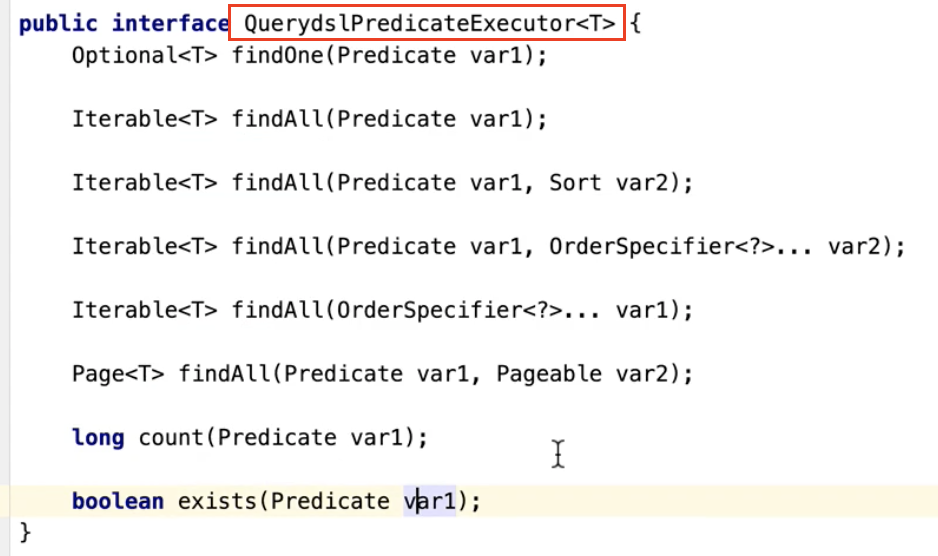 public interface QuerydslPredicateExecutor<T> {
Optional<T> findOne(Predicate var1);
Iterable<T> findAll(Predicate var1);
Iterable<T> findAll(Predicate var1, Sort var2);
Iterable<T> findAll(Predicate var1, OrderSpecifier<?>... var2);
Iterable<T> findAll(OrderSpecifier<?>... var1);
Page<T> findAll(Predicate var1, Pageable var2);
long count(Predicate var1);
boolean exists(Predicate var1);
}